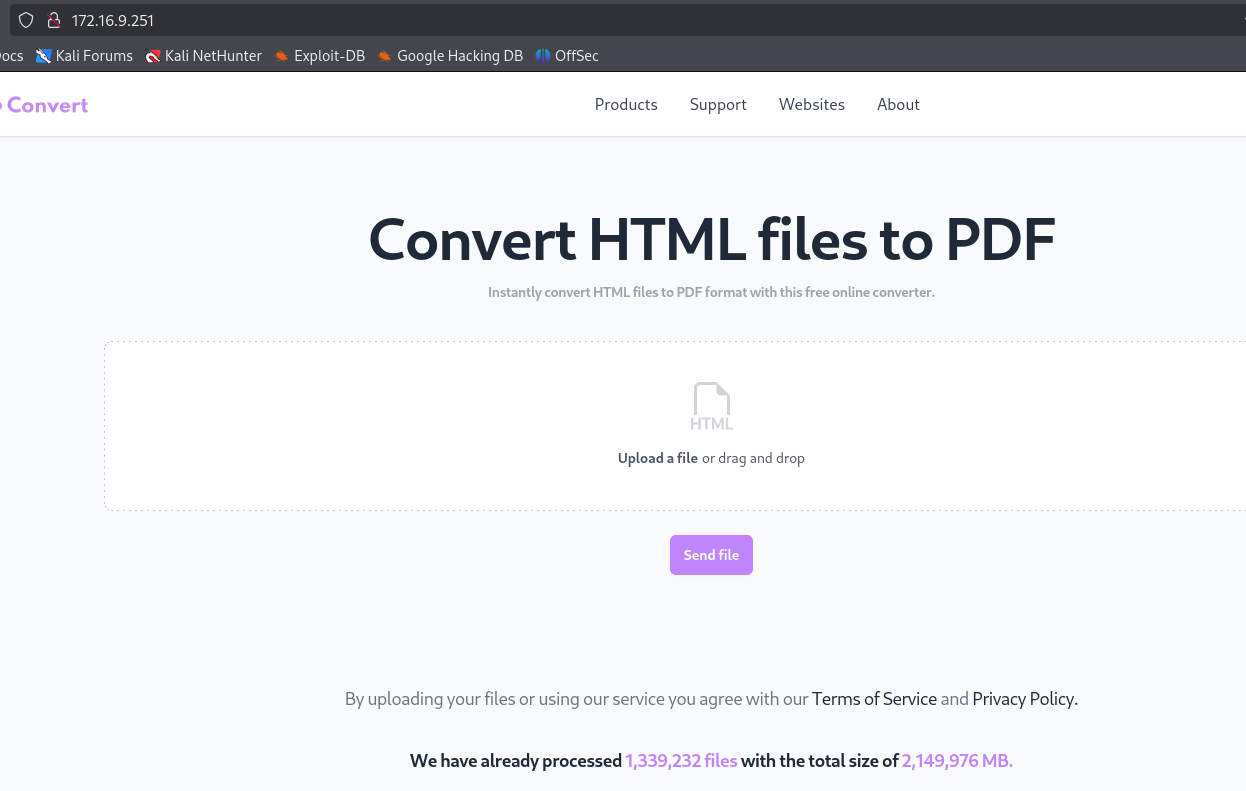 172.16.9.251
ocs Kali Forums Kali NetHunter Exploit-DB Google Hacking DB OffSec
Convert Products Support Websites About
Convert HTML files to PDF
Instantly convert HTML files to PDF format with this free online converter.
HTML
Upload a file or drag and drop
Send file
By uploading your files or using our service you agree with our Terms of Service and Privacy Policy.
We have already processed 1,339,232 files with the total size of 2,149,976 MB.